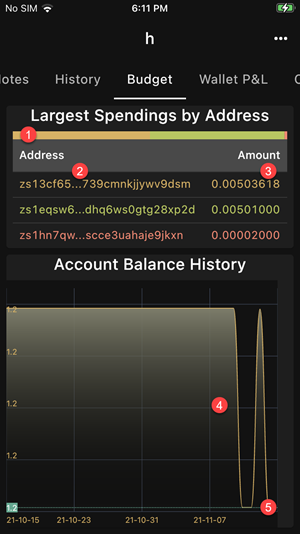 No SIM 6:11 PM
h
Notes History Budget Wallet P&L
Largest Spendings by Address
1
Address Amount
2 3
zs13cf65...739cmnkjjywv9dsm 0.00503618
zs1eqsw6...dhq6ws0gtg28xp2d 0.00501000
zs1hn7qw...scce3uahaje9jkxn 0.00002000
Account Balance History
1.2
1.2
1.2
4
1.2
1.2
5
21-10-15 21-10-23 21-10-31 21-11-07